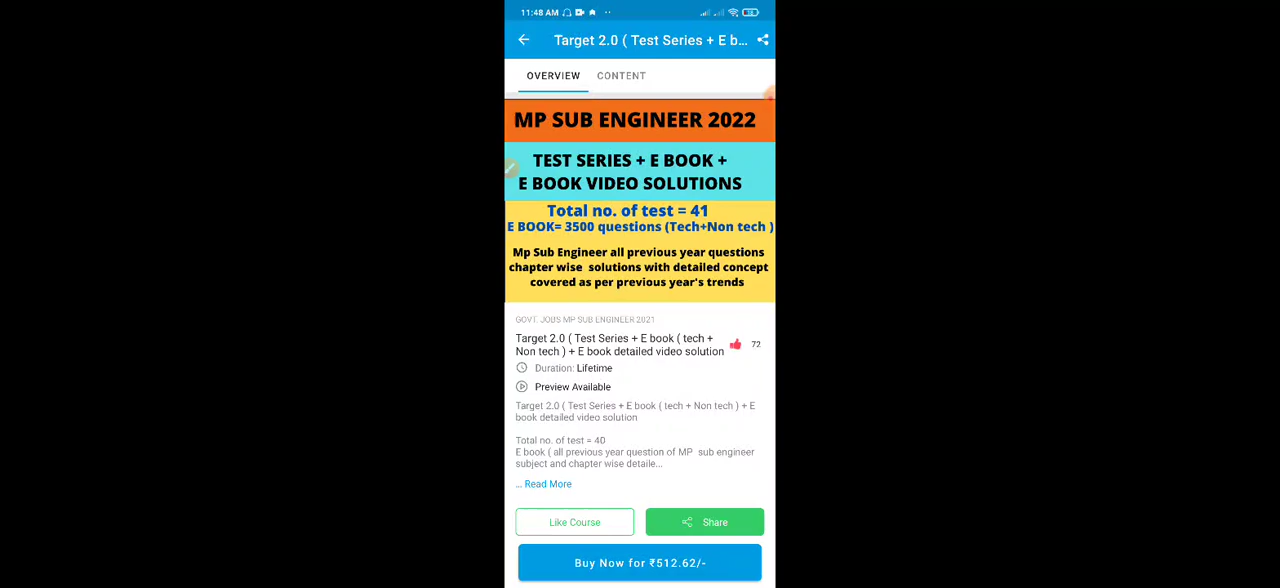 11:48 AM
Target 2.0 ( Test Series + E b...
OVERVIEW CONTENT
MP SUB ENGINEER 2022
TEST SERIES + E BOOK +
E BOOK VIDEO SOLUTIONS
Total no. of test = 41
E BOOK= 3500 questions (Tech+Non tech )
Mp Sub Engineer all previous year questions
chapter wise solutions with detailed concept
covered as per previous year's trends
GOVT. JOBS MP SUB ENGINEER 2021
Target 2.0 ( Test Series + E book ( tech +
Non tech ) + E book detailed video solution
72
Duration: Lifetime
Preview Available
Target 2.0 ( Test Series + E book ( tech + Non tech ) + E
book detailed video solution
Total no. of test = 40
E book ( all previous year question of MP sub engineer
subject and chapter wise detaile...
... Read More
Like Course
Share
Buy Now for ₹512.62/-